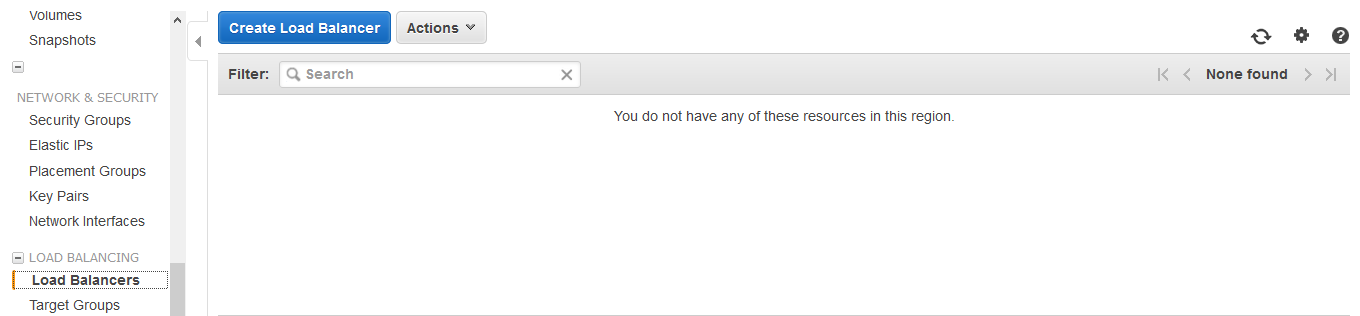 Volumes
Snapshots
NETWORK & SECURITY
Security Groups
Elastic IPs
Placement Groups
Key Pairs
Network Interfaces
LOAD BALANCING
Load Balancers
Target Groups
Create Load Balancer Actions
Filter: Search None found
You do not have any of these resources in this region.